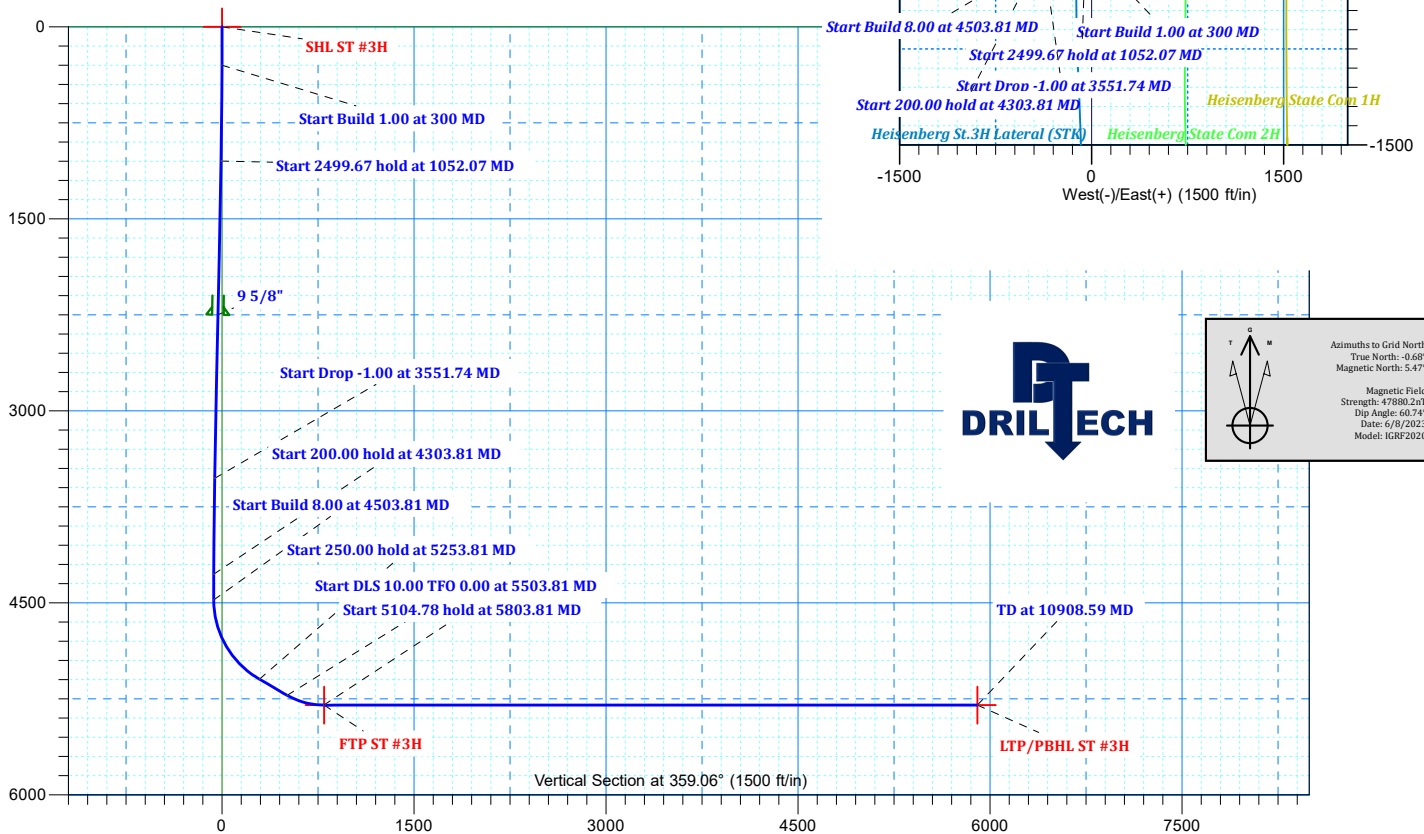 0
1500
3000
4500
6000
SHL ST #3H
Start Build 1.00 at 300 MD
Start 2499.67 hold at 1052.07 MD
9 5/8"
Start Drop -1.00 at 3551.74 MD
Start 200.00 hold at 4303.81 MD
Start Build 8.00 at 4503.81 MD
Start 250.00 hold at 5253.81 MD
Start DLS 10.00 TFO 0.00 at 5503.81 MD
Start 5104.78 hold at 5803.81 MD
TD at 10908.59 MD
FTP ST #3H
LTP/PBHL ST #3H
Vertical Section at 359.06° (1500 ft/in)
0
1500
3000
4500
6000
7500
Start Build 8.00 at 4503.81 MD
Start Build 1.00 at 300 MD
Start 2499.67 hold at 1052.07 MD
Start Drop -1.00 at 3551.74 MD
Start 200.00 hold at 4303.81 MD
Heisenberg State Com 1H
Heisenberg St.3H Lateral (STK)
Heisenberg State Com 2H
-1500
-1500
0
1500
West(-)/East(+) (1500 ft/in)
DT
DRILTECH
T
G
M
Azimuths to Grid North
True North: -0.68°
Magnetic North: 5.47°
Magnetic Field
Strength: 47880.2nT
Dip Angle: 60.74°
Date: 6/8/2023
Model: IGRF2020